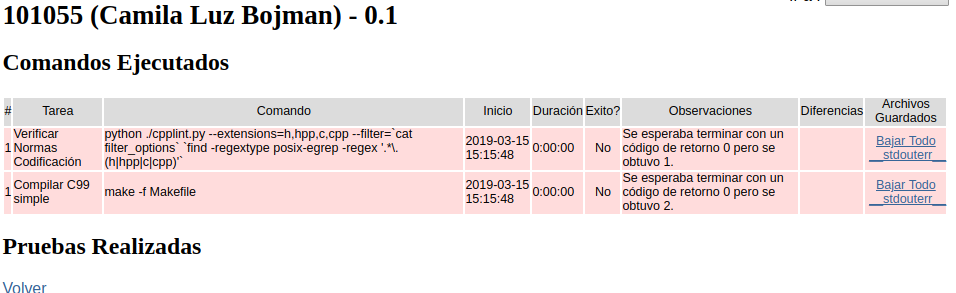 101055 (Camila Luz Bojman) - 0.1
Comandos Ejecutados
# Tarea Comando Inicio Duración Exito? Observaciones Diferencias Archivos Guardados
1 Verificar Normas Codificación python ./cpplint.py --extensions=h,hpp,c,cpp --filter=`cat filter_options` `find -regextype posix-egrep -regex '.*\.(h|hpp|c|cpp)'` 2019-03-15 15:15:48 0:00:00 No Se esperaba terminar con un código de retorno 0 pero se obtuvo 1. Bajar Todo __stdouterr__
1 Compilar C99 simple make -f Makefile 2019-03-15 15:15:48 0:00:00 No Se esperaba terminar con un código de retorno 0 pero se obtuvo 2. Bajar Todo __stdouterr__
Pruebas Realizadas
Volver